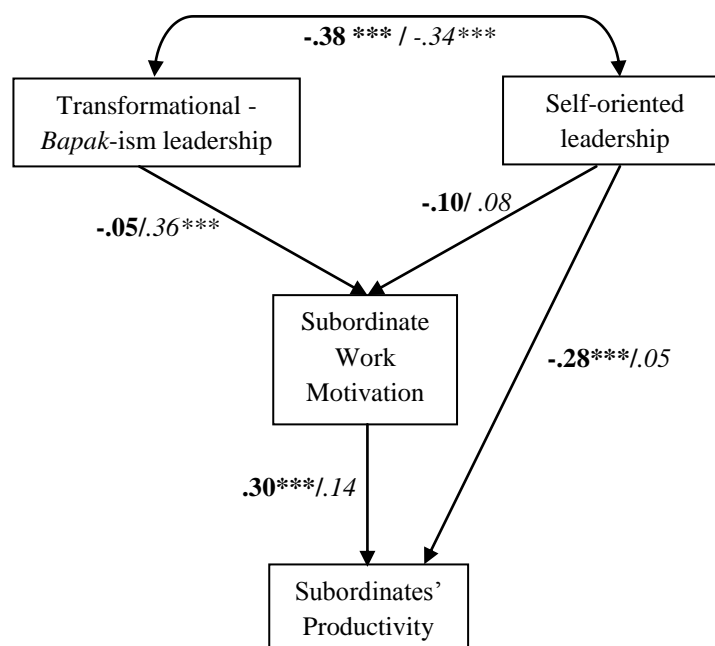 -.38 *** / -.34***
Transformational -
Bapak-ism leadership
Self-oriented
leadership
-.05/.36***
-.10/ .08
Subordinate
Work
Motivation
-.28***/.05
.30***/.14
Subordinates’
Productivity